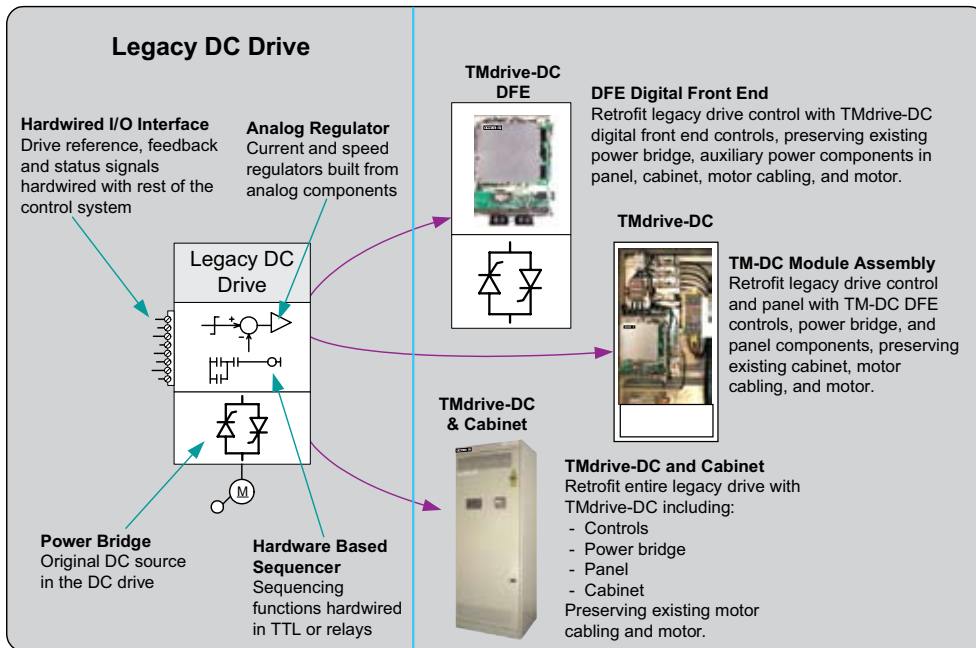 Legacy DC Drive
Hardwired I/O Interface
Drive reference, feedback
and status signals
hardwired with rest of the
control system
Analog Regulator
Current and speed
regulators built from
analog components
Legacy DC
Drive
+
-
M
Power Bridge
Original DC source
in the DC drive
Hardware Based
Sequencer
Sequencing
functions hardwired
in TTL or relays
TMdrive-DC
DFE
DFE Digital Front End
Retrofit legacy drive control with TMdrive-DC
digital front end controls, preserving existing
power bridge, auxiliary power components in
panel, cabinet, motor cabling, and motor.
TMdrive-DC
TM-DC Module Assembly
Retrofit legacy drive control
and panel with TM-DC DFE
controls, power bridge, and
panel components, preserving
existing cabinet, motor
cabling, and motor.
TMdrive-DC
& Cabinet
TMdrive-DC and Cabinet
Retrofit entire legacy drive with
TMdrive-DC including:
- Controls
- Power bridge
- Panel
- Cabinet
Preserving existing motor
cabling and motor.